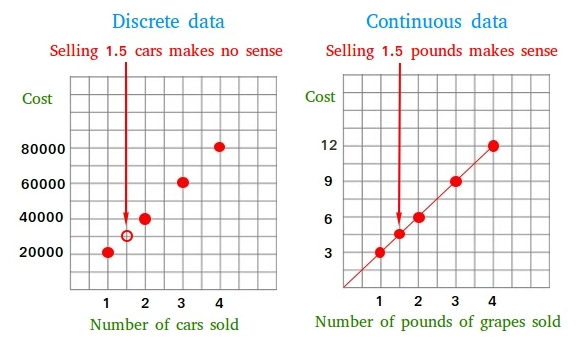 Discrete data
Selling 1.5 cars makes no sense
Cost
80000
60000
40000
20000
1 2 3 4
Number of cars sold
Continuous data
Selling 1.5 pounds makes sense
Cost
12
9
6
3
1 2 3 4
Number of pounds of grapes sold